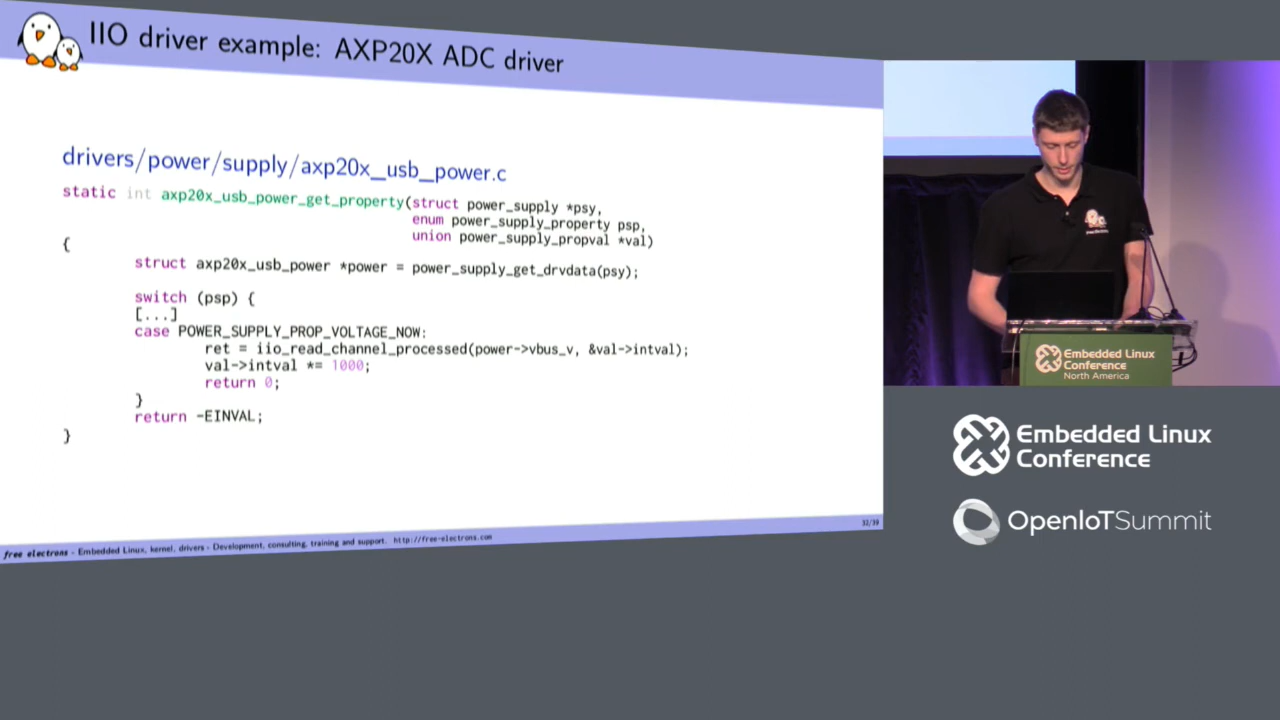 IIO driver example: AXP20X ADC driver
drivers/power/supply/axp20x_usb_power.c
static int axp20x_usb_power_get_property(struct power_supply *psy,
enum power_supply_property psp,
union power_supply_propval *val)
{
struct axp20x_usb_power *power = power_supply_get_drvdata(psy);
switch (psp) {
[...]
case POWER_SUPPLY_PROP_VOLTAGE_NOW:
ret = iio_read_channel_processed(power->vbus_v, &val->intval);
val->intval *= 1000;
return 0;
}
return -EINVAL;
}
32/39
free electrons - Embedded Linux, kernel, drivers - Development, consulting, training and support. http://free-electrons.com
Embedded Linux
Conference
North America
Embedded Linux
Conference
OpenIoTSummit